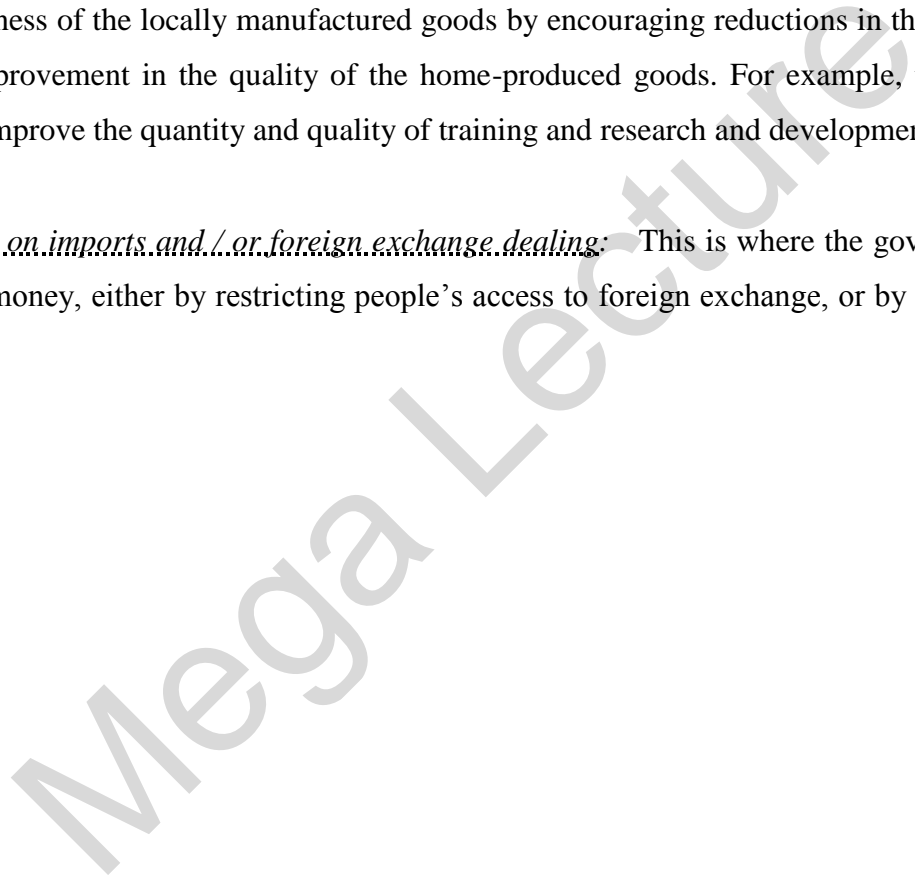 ness of the locally manufactured goods by encouraging reductions in th
provement in the quality of the home-produced goods. For example,
mprove the quantity and quality of training and research and developmen
on imports and / or foreign exchange dealing: This is where the gov
money, either by restricting people's access to foreign exchange, or by
Mega Lecture